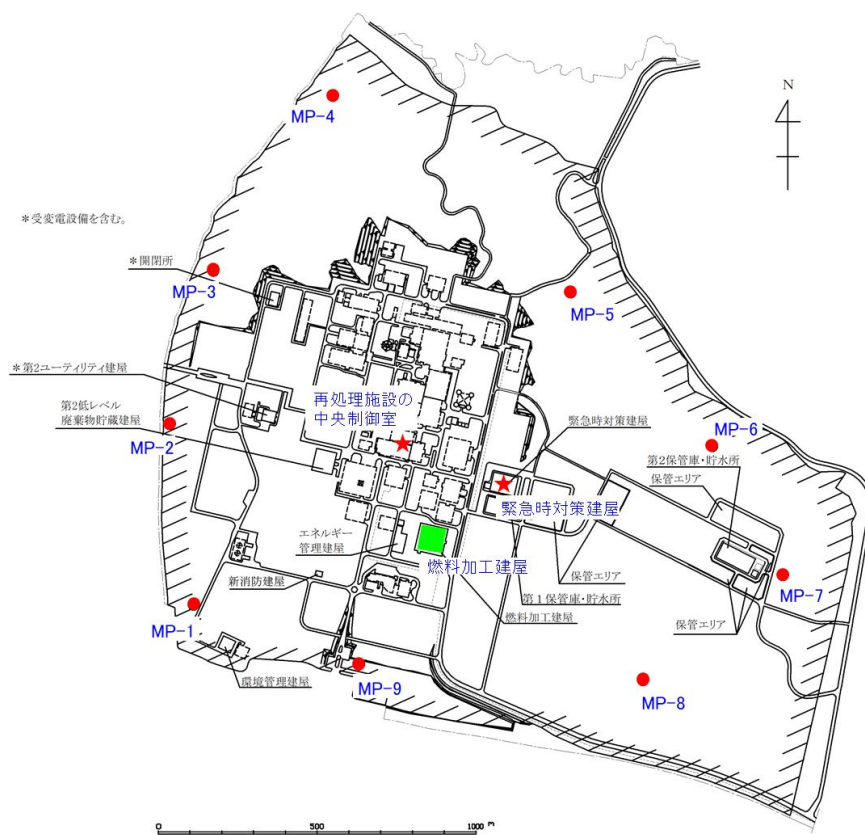 MP-4
N
＊受変電設備を含む。
＊開閉所
MP-3
MP-5
＊第2ユーティリティ建屋
再処理施設の
中央制御室
第2低レベル
廃棄物貯蔵建屋
緊急時対策建屋
MP-2
MP-6
第2保管庫・貯水所
保管エリア
緊急時対策建屋
エネルギー
管理建屋
燃料加工建屋
新消防建屋
保管エリア
MP-7
第1保管庫・貯水所
燃料加工建屋
保管エリア
MP-1
環境管理建屋
MP-9
MP-8
0 500 1000 m